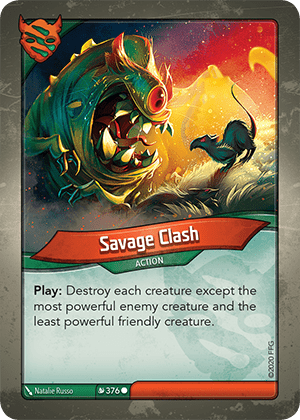 Savage Clash
ACTION
Play: Destroy each creature except the
most powerful enemy creature and the
least powerful friendly creature.
©2020 FFG
Natalie Russo
376